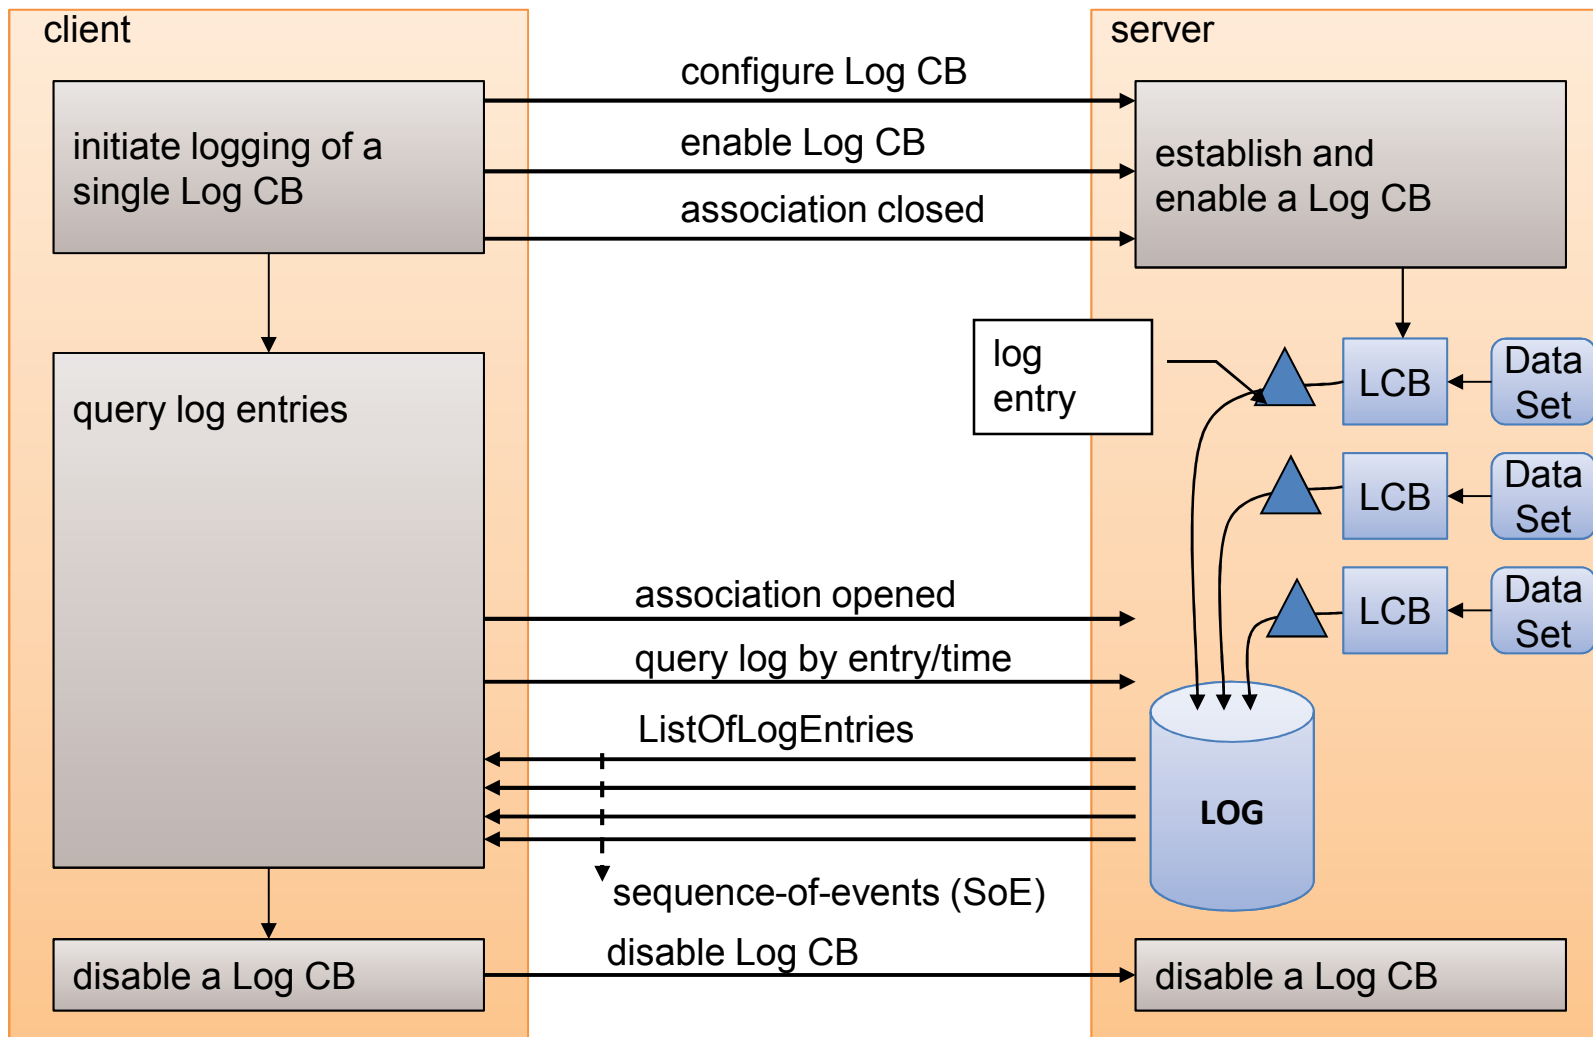 client
server
configure Log CB
initiate logging of a
single Log CB
enable Log CB
establish and
enable a Log CB
association closed
log
entry
LCB
Data
Set
query log entries
LCB
Data
Set
LCB
Data
Set
association opened
query log by entry/time
ListOfLogEntries
LOG
sequence-of-events (SoE)
disable Log CB
disable a Log CB
disable a Log CB